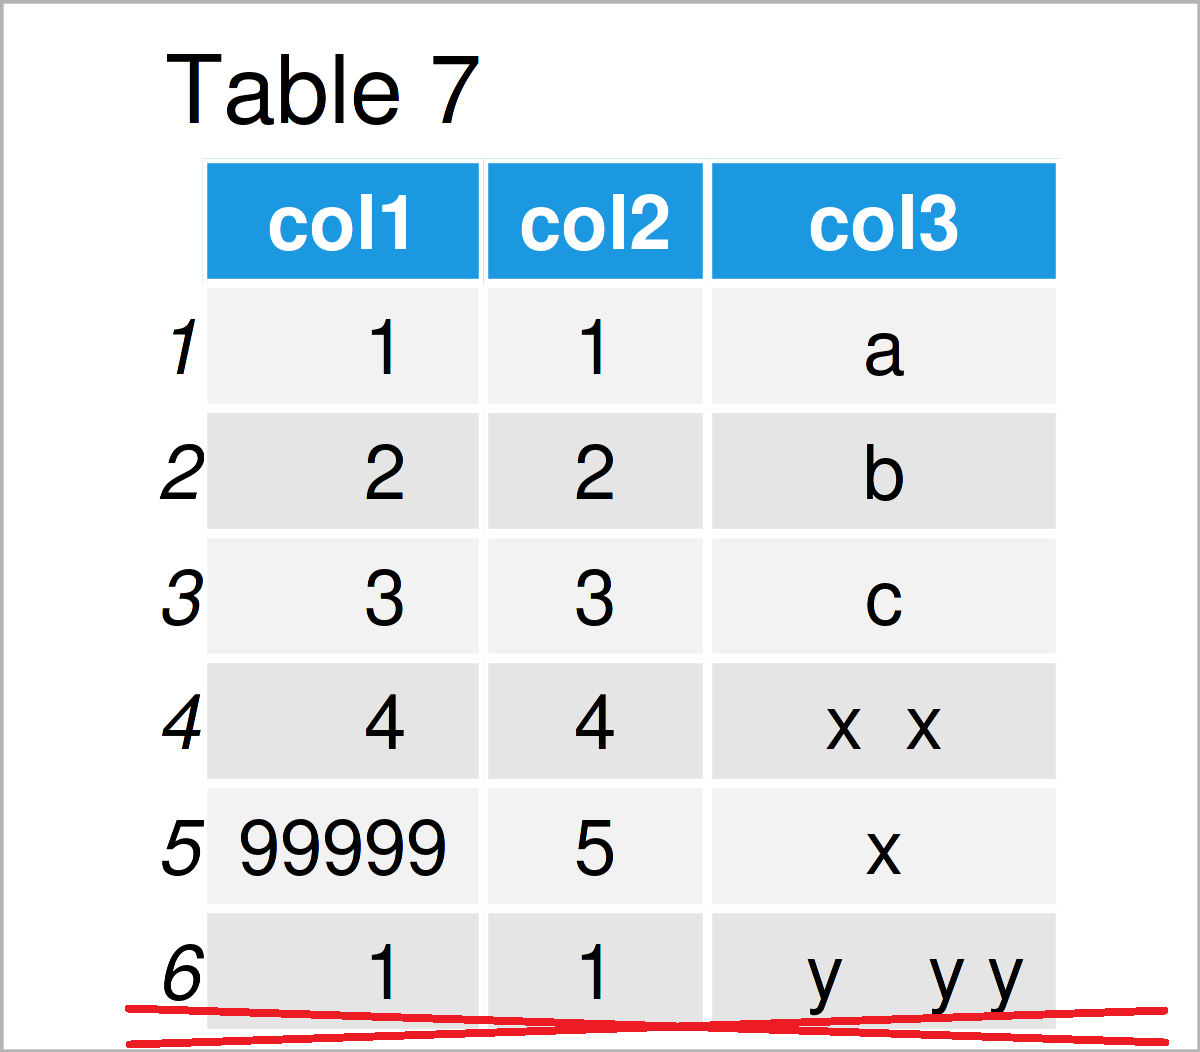 Table 7
col1 col2 col3
1 1 1 a
2 2 2 b
3 3 3 c
4 4 4 x x
5 99999 5 x
6 1 1 y y y